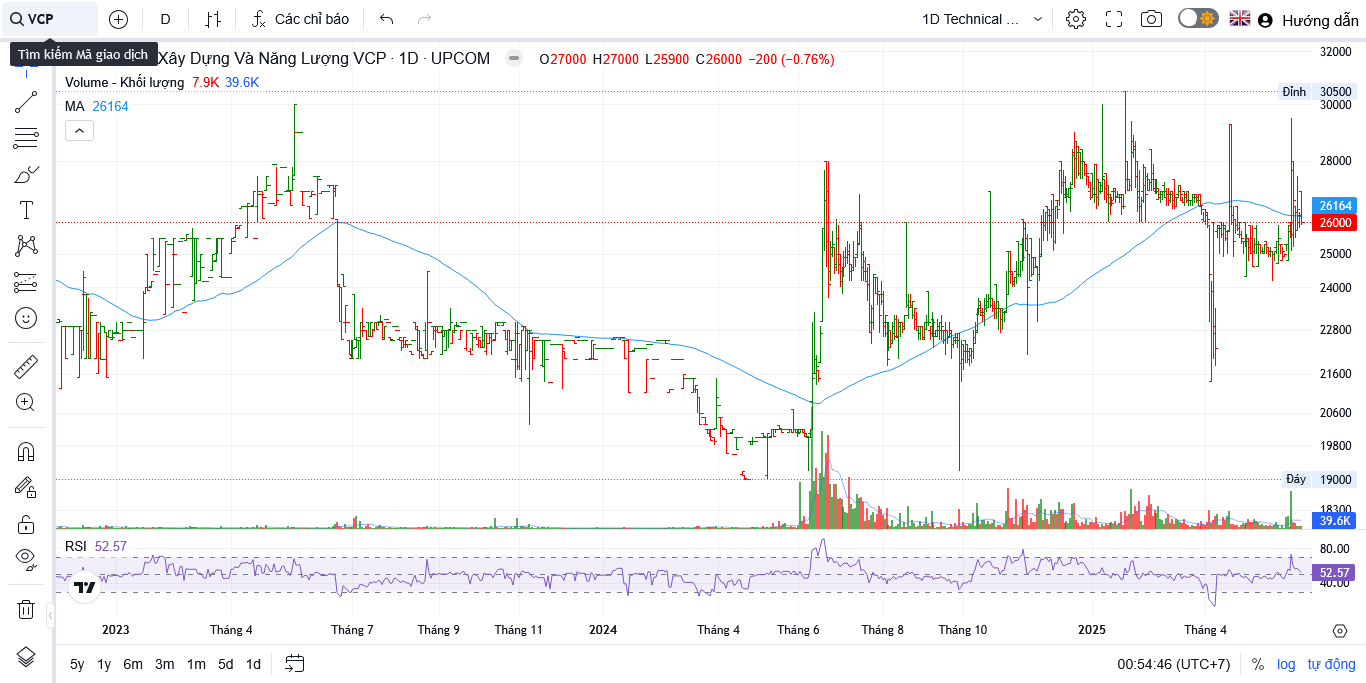 VCP
D
Các chỉ báo
1D Technical ...
Hướng dẫn
Tìm kiếm Mã giao dịch
Xây Dựng Và Năng Lượng VCP · 1D · UPCOM
O27000 H27000 L25900 C26000 −200 (−0.76%)
Volume - Khối lượng 7.9K 39.6K
MA 26164
32000
Đỉnh 30500
30000
28000
26164
26000
25000
24000
22800
21600
20600
19800
Đáy 19000
18300
39.6K
RSI 52.57
80.00
52.57
40.00
2023 Tháng 4 Tháng 7 Tháng 9 Tháng 11 2024 Tháng 4 Tháng 6 Tháng 8 Tháng 10 2025 Tháng 4
5y 1y 6m 3m 1m 5d 1d
00:54:46 (UTC+7) % log tự động